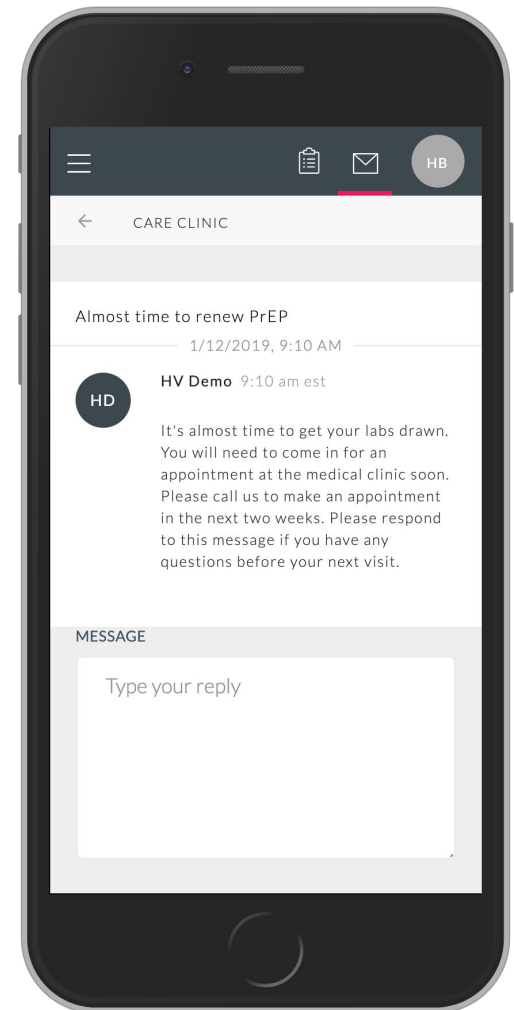 HB
CARE CLINIC
Almost time to renew PrEP
1/12/2019, 9:10 AM
HD
HV Demo 9:10 am est
It's almost time to get your labs drawn.
You will need to come in for an
appointment at the medical clinic soon.
Please call us to make an appointment
in the next two weeks. Please respond
to this message if you have any
questions before your next visit.
MESSAGE
Type your reply